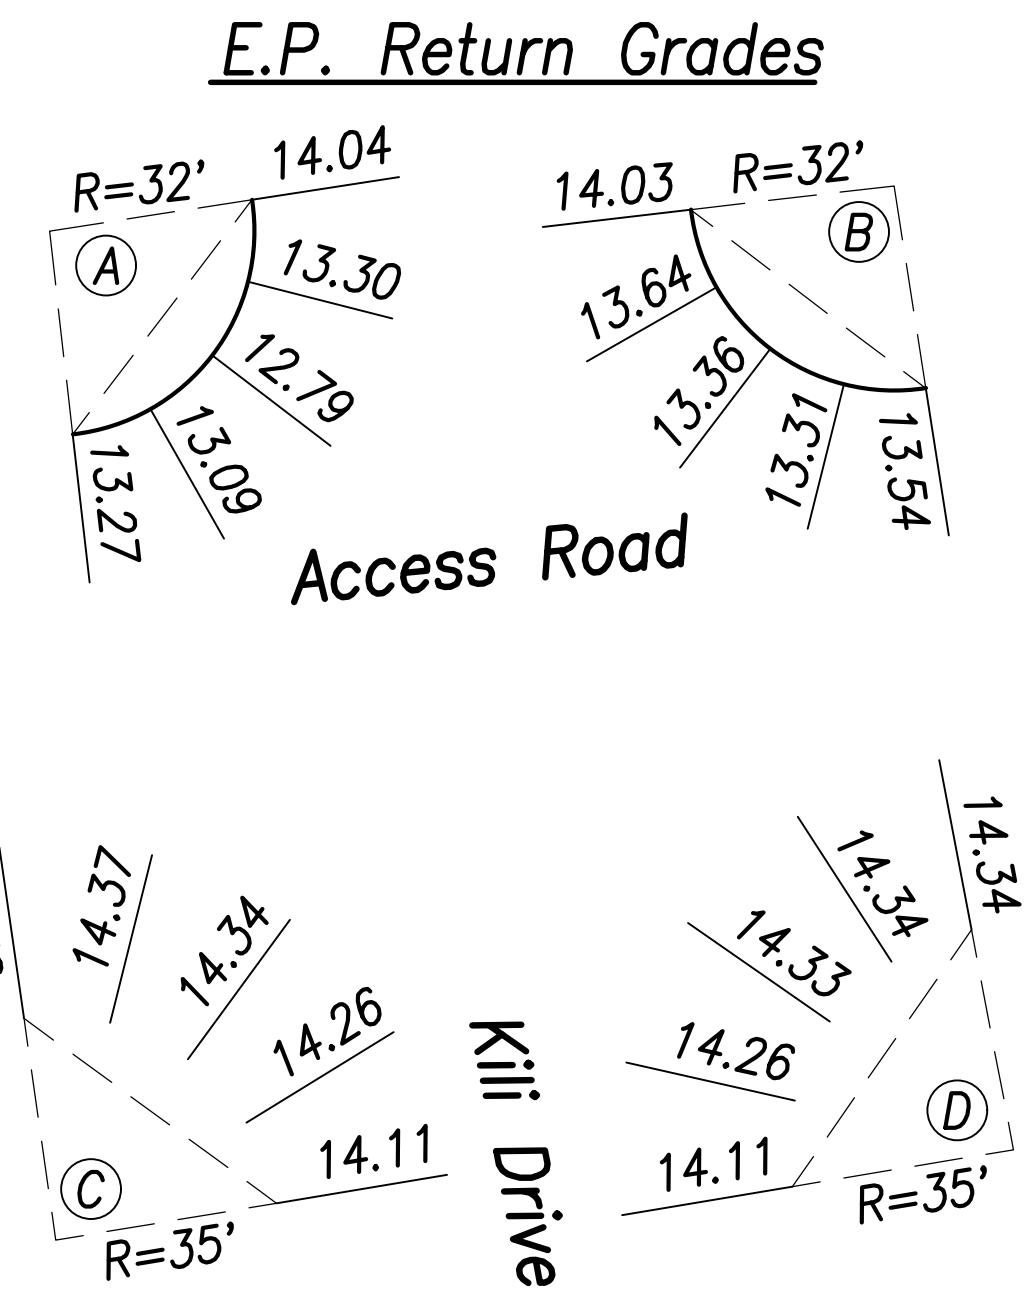 E.P. Return Grades
R=32'
14.04
A
13.30
12.79
13.09
13.27
14.03
R=32'
B
13.64
13.36
13.31
13.54
Access Road
14.37
14.34
14.26
14.11
C
R=35'
Kili Drive
14.34
14.34
14.33
14.26
14.11
D
R=35'